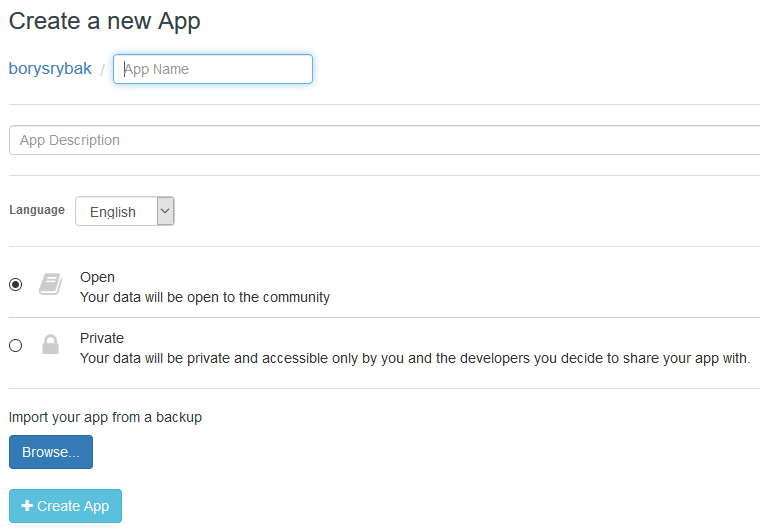 Create a new App
borysrybak / App Name
App Description
Language English
Open
Your data will be open to the community
Private
Your data will be private and accessible only by you and the developers you decide to share your app with.
Import your app from a backup
Browse...
+ Create App